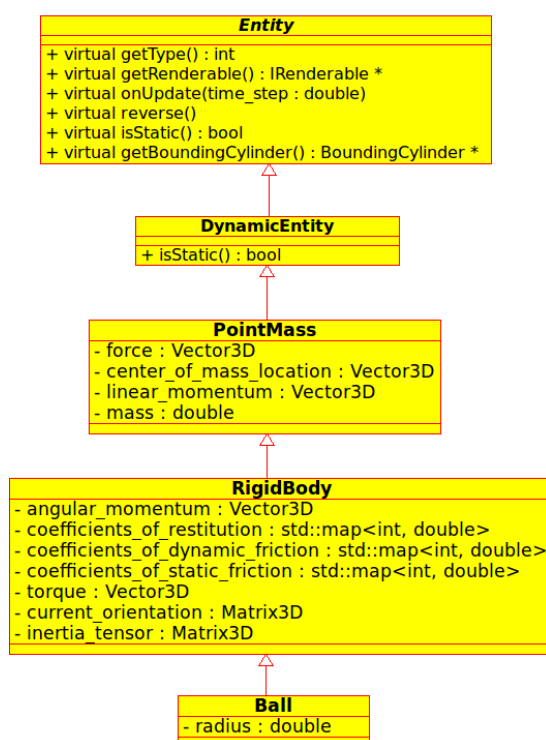 Entity
+ virtual getType() : int
+ virtual getRenderable() : IRenderable *
+ virtual onUpdate(time_step : double)
+ virtual reverse()
+ virtual isStatic() : bool
+ virtual getBoundingCylinder() : BoundingCylinder *
DynamicEntity
+ isStatic() : bool
PointMass
- force : Vector3D
- center_of_mass_location : Vector3D
- linear_momentum : Vector3D
- mass : double
RigidBody
- angular_momentum : Vector3D
- coefficients_of_restitution : std::map<int, double>
- coefficients_of_dynamic_friction : std::map<int, double>
- coefficients_of_static_friction : std::map<int, double>
- torque : Vector3D
- current_orientation : Matrix3D
- inertia_tensor : Matrix3D
Ball
- radius : double